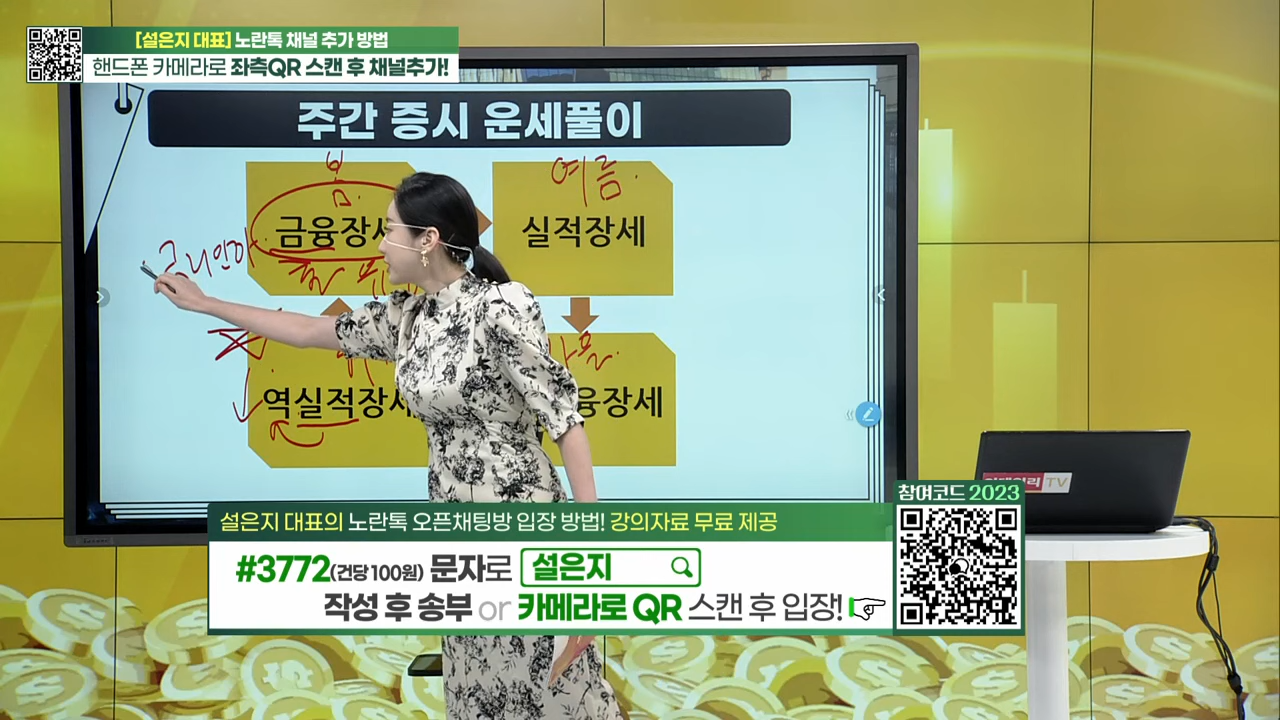 [설은지 대표] 노란톡 채널 추가 방법
핸드폰 카메라로 좌측QR 스캔 후 채널추가!
주간 증시 운세풀이
봄.
여름.
금융장세
실적장세
금리인하
돈
역실적장세
융장세
TV
참여코드 2023
설은지 대표의 노란톡 오픈채팅방 입장 방법! 강의자료 무료 제공
#3772(건당 100원) 문자로 설은지
작성 후 송부 or 카메라로 QR 스캔 후 입장!